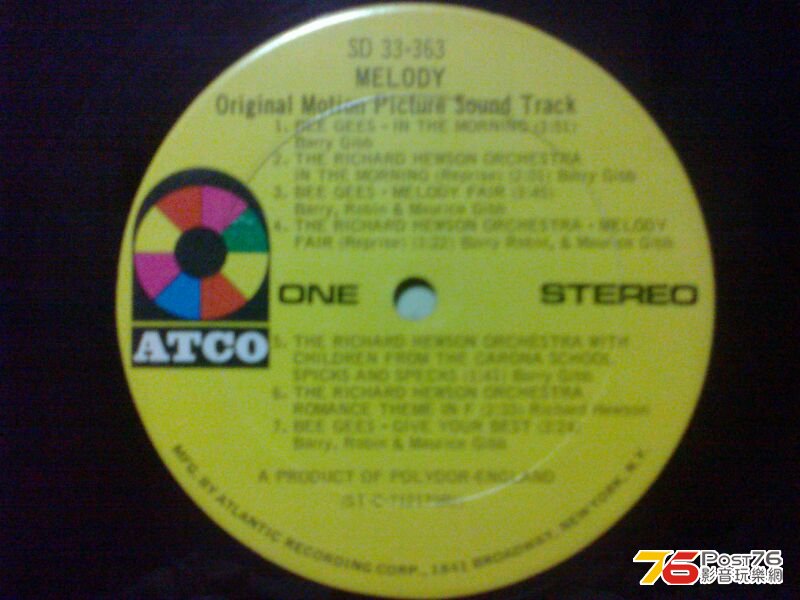 SD 33-363
MELODY
Original Motion Picture Sound Track
1. BEE GEES - IN THE MORNING (3:51)
Barry Gibb
2. THE RICHARD HEWSON ORCHESTRA
IN THE MORNING (Reprise) Barry Gibb
3. BEE GEES - MELODY FAIR (3:45)
Barry, Robin & Maurice Gibb
4. THE RICHARD HEWSON ORCHESTRA - MELODY
FAIR (Reprise) Barry Robin, & Maurice Gibb
ONE
STEREO
ATCO
5. THE RICHARD HEWSON ORCHESTRA WITH
CHILDREN FROM THE CARONA SCHOOL
SPICKS AND SPECKS (1:41) Barry Gibb
6. THE RICHARD HEWSON ORCHESTRA
ROMANCE THEME IN F Richard Hewson
7. BEE GEES - GIVE YOUR BEST
Barry, Robin & Maurice Gibb
A PRODUCT OF POLYDOR-ENGLAND
MFG. BY ATLANTIC RECORDING CORP., 1841 BROADWAY, NEW YORK, N.Y.
76 Post76
影音玩樂網